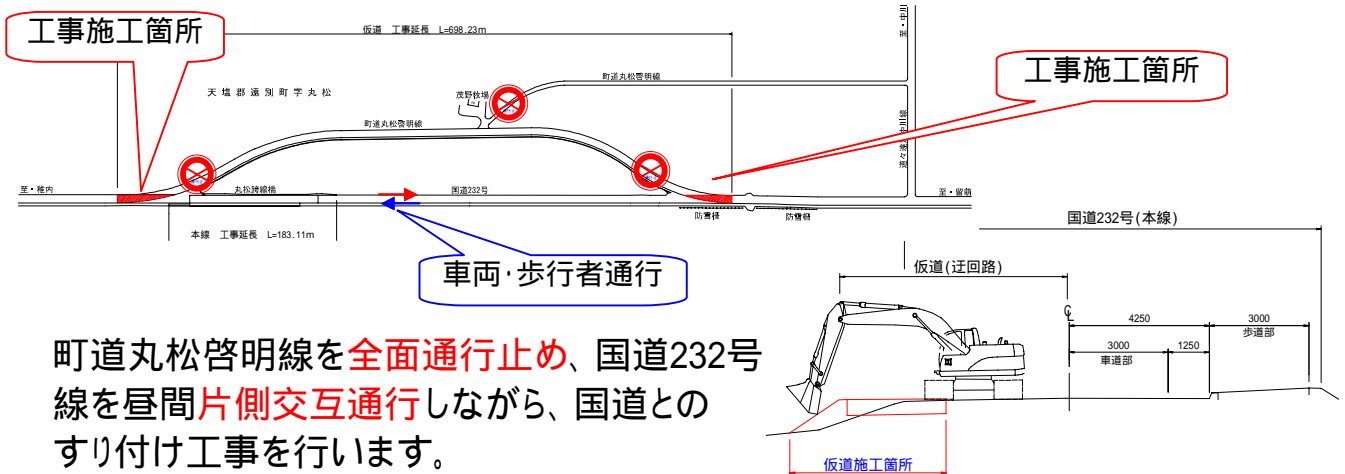 工事施工箇所
仮道 工事延長 L=698.23m
至・中川
町道丸松啓明線
工事施工箇所
天塩郡遠別町字丸松
茂野牧場
町道丸松啓明線
至・稚内
丸松跨線橋
国道232号
至・留萌
防雪柵
防雪柵
本線 工事延長 L=183.11m
車両・歩行者通行
国道232号(本線)
仮道(迂回路)
4250
3000
歩道部
3000
1250
車道部
町道丸松啓明線を全面通行止め、国道232号
線を昼間片側交互通行しながら、国道との
すり付け工事を行います。
仮道施工箇所